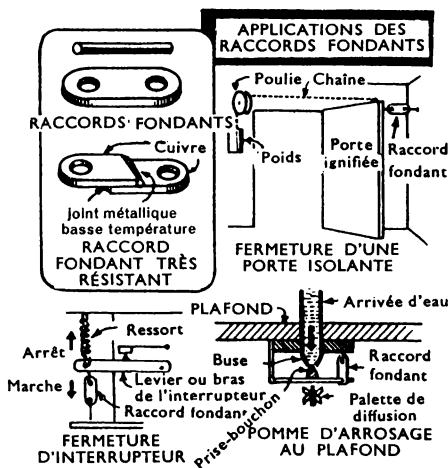 APPLICATIONS DES
RACCORDS FONDANTS
RACCORDS FONDANTS
Cuivre
Joint métallique
basse température
RACCORD
FONDANT TRÈS
RÉSISTANT
Poulie Chaîne
Poids
Porte
ignifiée
Raccord
fondant
FERMETURE D'UNE
PORTE ISOLANTE
Ressort
Arrêt
Marche
Levier ou bras
de l'interrupteur
Raccord fondant
FERMETURE
D'INTERRUPTEUR
PLAFOND
Arrivée d'eau
Buse
Raccord
fondant
Palette de
diffusion
Prise-bouchon
POMME D'ARROSAGE
AU PLAFOND